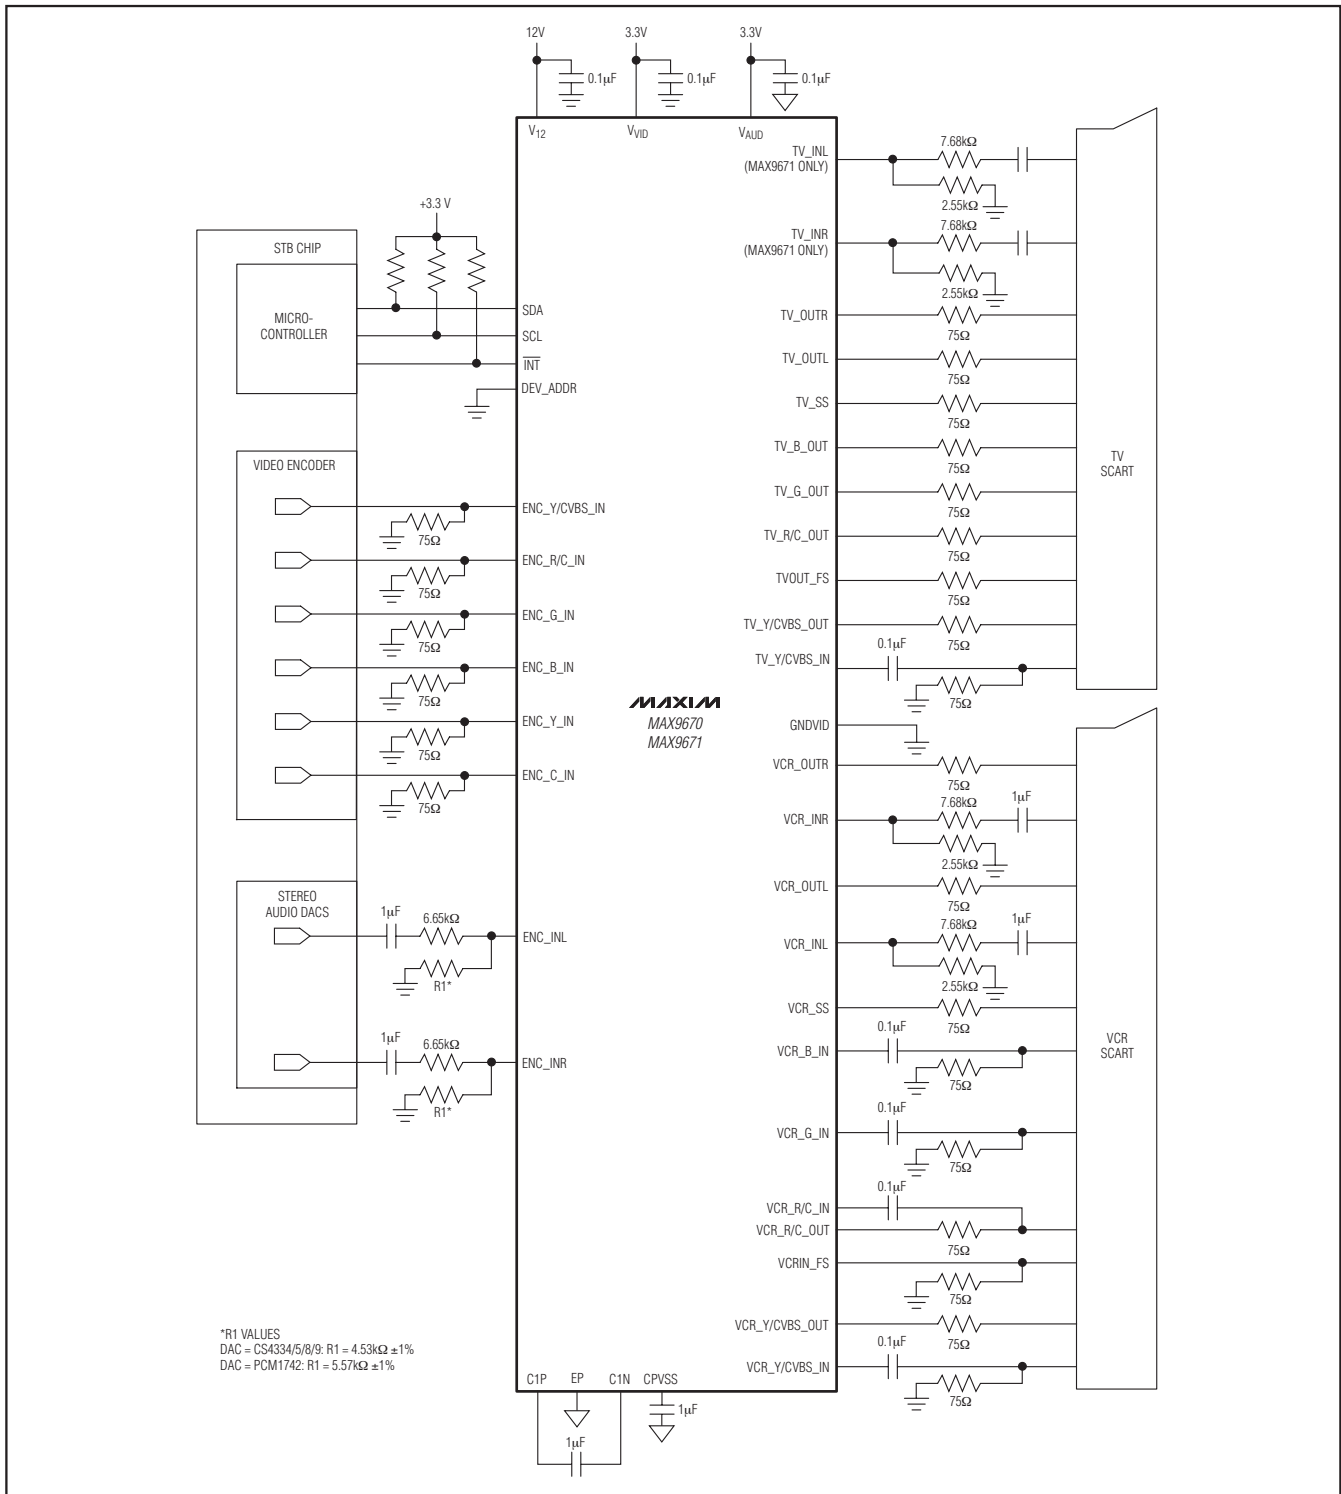 12V
3.3V
3.3V
0.1µF
0.1µF
0.1µF
V12
VVID
VAUD
STB CHIP
MICRO-
CONTROLLER
+3.3 V
SDA
SCL
INT
DEV_ADDR
VIDEO ENCODER
ENC_Y/CVBS_IN
75Ω
ENC_R/C_IN
75Ω
ENC_G_IN
75Ω
ENC_B_IN
75Ω
ENC_Y_IN
75Ω
ENC_C_IN
75Ω
STEREO
AUDIO DACS
1µF
6.65kΩ
ENC_INL
R1*
1µF
6.65kΩ
ENC_INR
R1*
MAXIM
MAX9670
MAX9671
TV_INL
(MAX9671 ONLY)
7.68kΩ
2.55kΩ
TV_INR
(MAX9671 ONLY)
7.68kΩ
2.55kΩ
TV_OUTR
75Ω
TV_OUTL
75Ω
TV_SS
75Ω
TV_B_OUT
75Ω
TV_G_OUT
75Ω
TV_R/C_OUT
75Ω
TVOUT_FS
75Ω
TV_Y/CVBS_OUT
75Ω
TV_Y/CVBS_IN
0.1µF
75Ω
TV
SCART
GNDVID
VCR_OUTR
75Ω
VCR_INR
7.68kΩ
1µF
2.55kΩ
VCR_OUTL
75Ω
VCR_INL
7.68kΩ
1µF
2.55kΩ
VCR_SS
75Ω
VCR_B_IN
0.1µF
75Ω
VCR_G_IN
0.1µF
75Ω
VCR_R/C_IN
0.1µF
VCR_R/C_OUT
75Ω
VCRIN_FS
75Ω
VCR_Y/CVBS_OUT
75Ω
VCR_Y/CVBS_IN
0.1µF
75Ω
VCR
SCART
*R1 VALUES
DAC = CS4334/5/8/9: R1 = 4.53kΩ ±1%
DAC = PCM1742: R1 = 5.57kΩ ±1%
C1P
EP
C1N
CPVSS
1µF
1µF